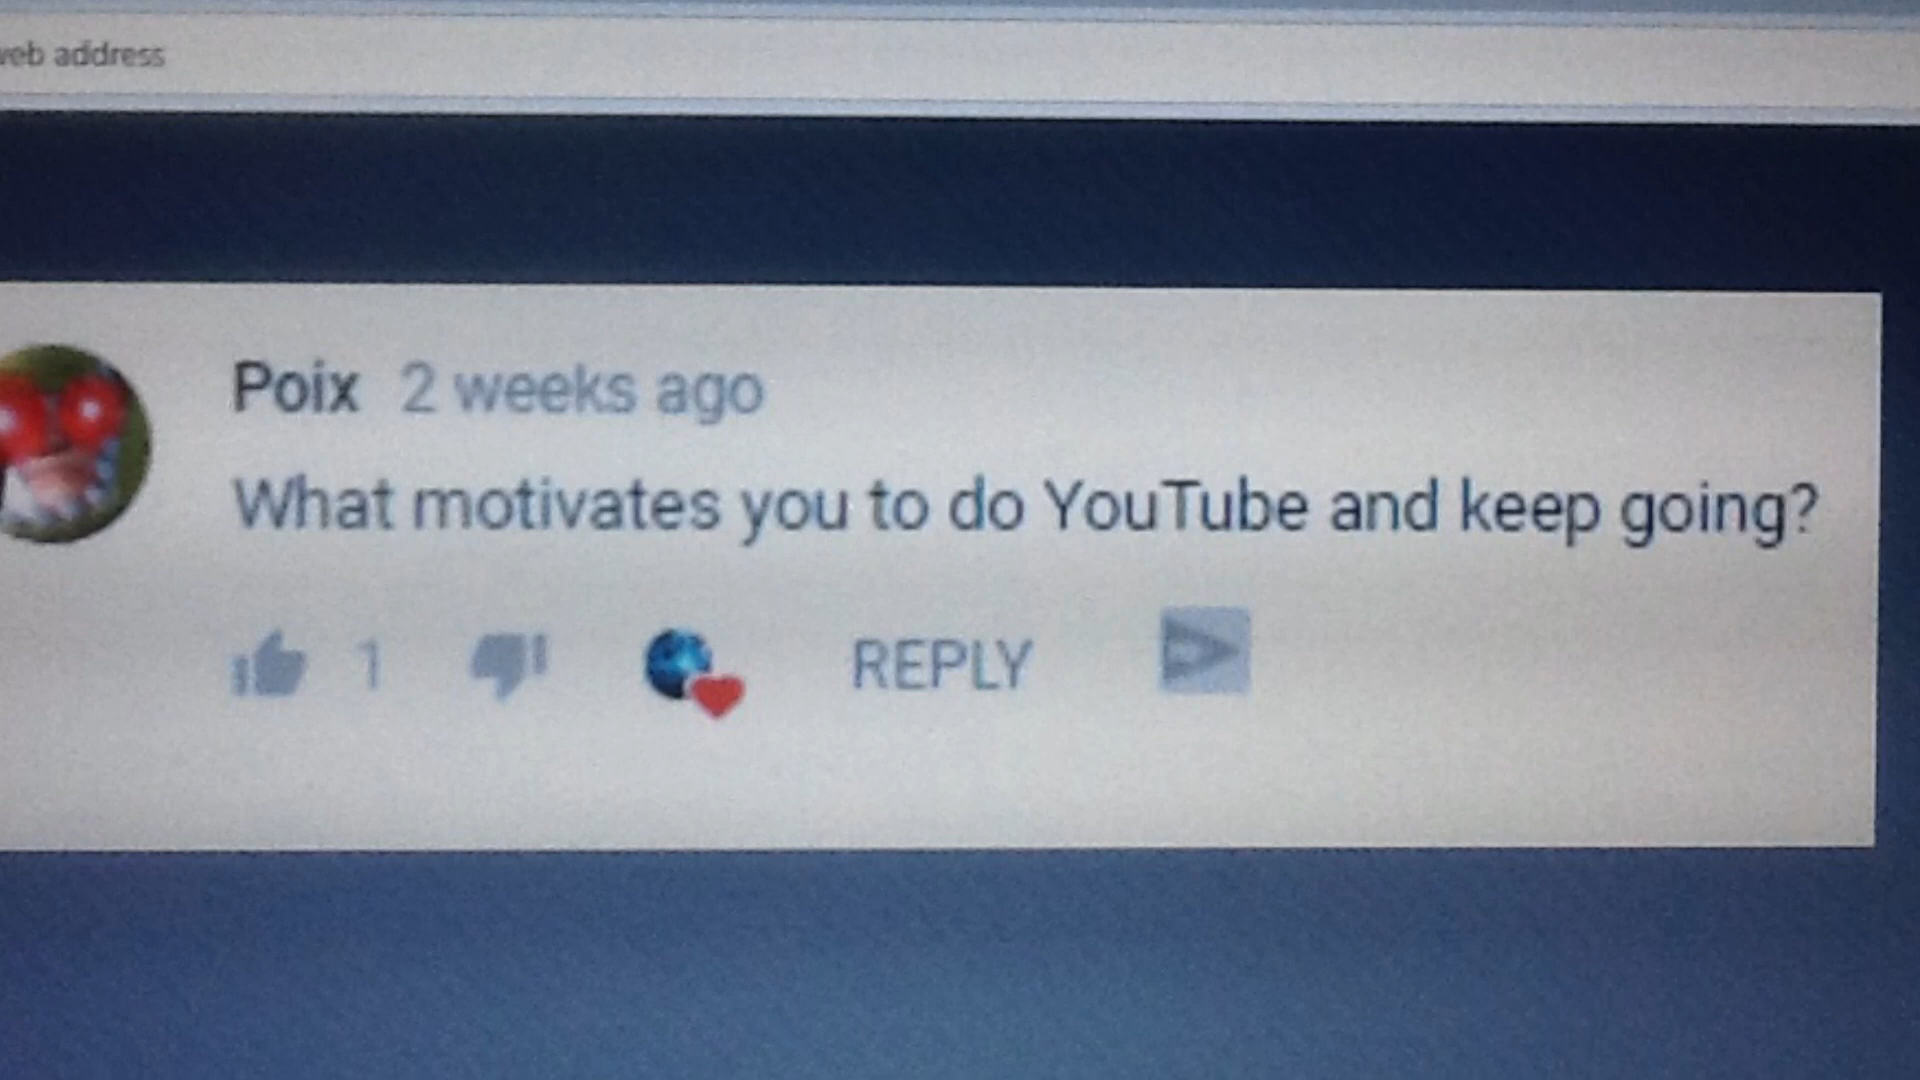 web address
Poix 2 weeks ago
What motivates you to do YouTube and keep going?
1 REPLY